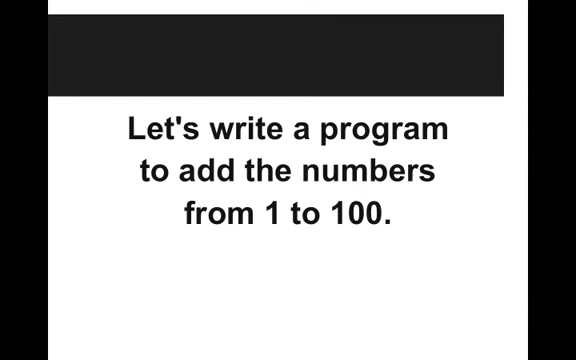 Let's write a program
to add the numbers
from 1 to 100.